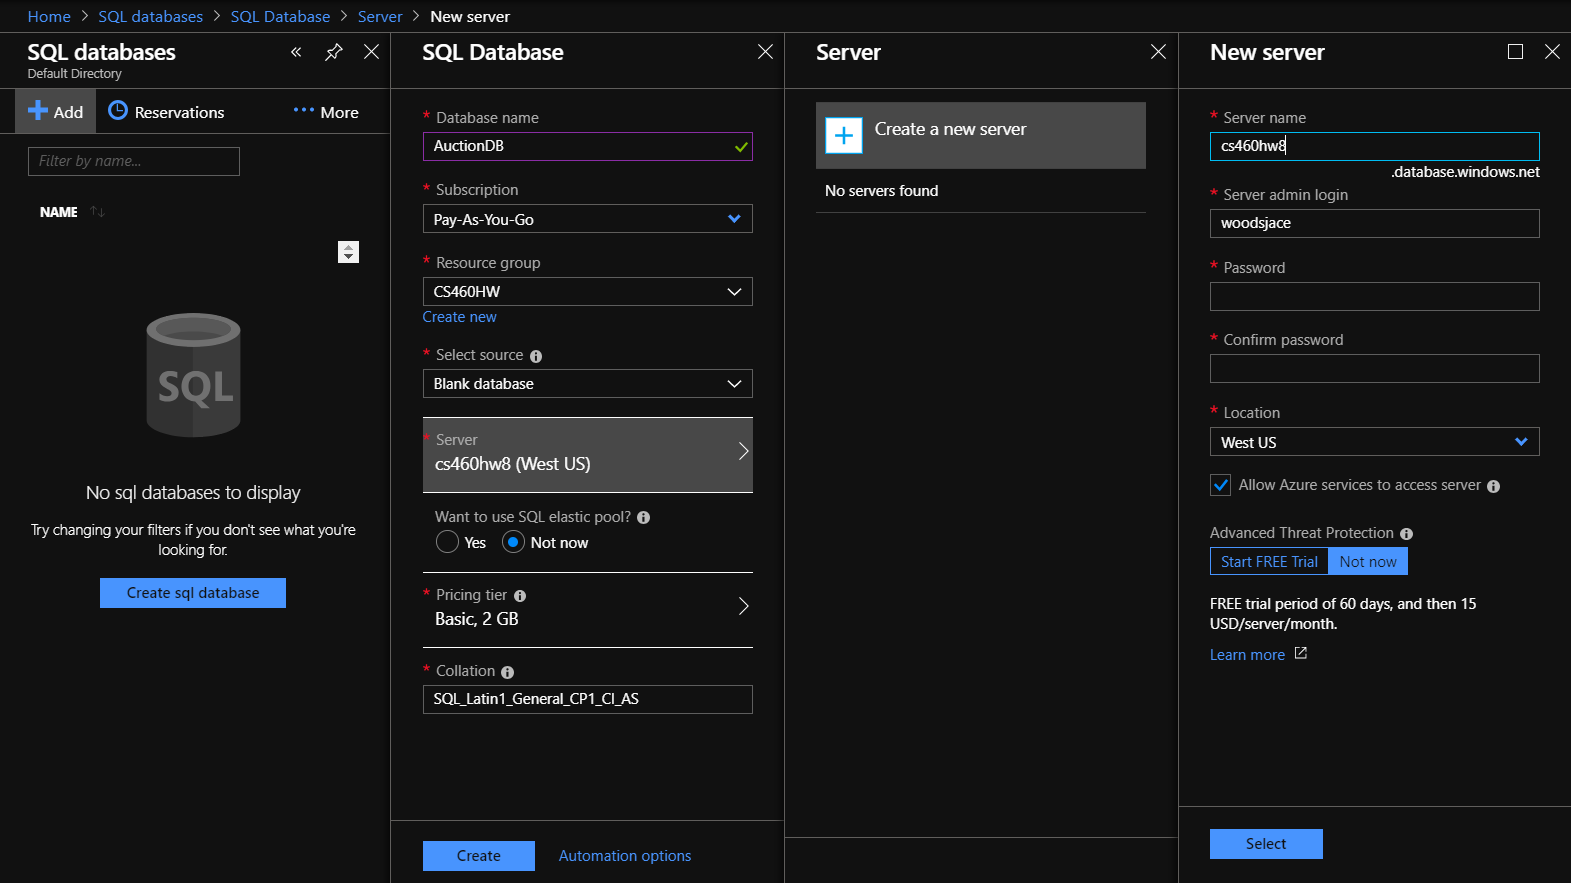 Home > SQL databases > SQL Database > Server > New server
SQL databases
Default Directory
Add
Reservations
More
Filter by name...
NAME
SQL
No sql databases to display
Try changing your filters if you don't see what you're
looking for.
Create sql database
SQL Database
* Database name
AuctionDB
* Subscription
Pay-As-You-Go
* Resource group
CS460HW
Create new
* Select source
Blank database
* Server
cs460hw8 (West US)
Want to use SQL elastic pool?
Yes
Not now
* Pricing tier
Basic, 2 GB
* Collation
SQL_Latin1_General_CP1_CI_AS
Create
Automation options
Server
Create a new server
No servers found
New server
* Server name
cs460hw8
.database.windows.net
* Server admin login
woodsjace
* Password
* Confirm password
* Location
West US
Allow Azure services to access server
Advanced Threat Protection
Start FREE Trial
Not now
FREE trial period of 60 days, and then 15
USD/server/month.
Learn more
Select